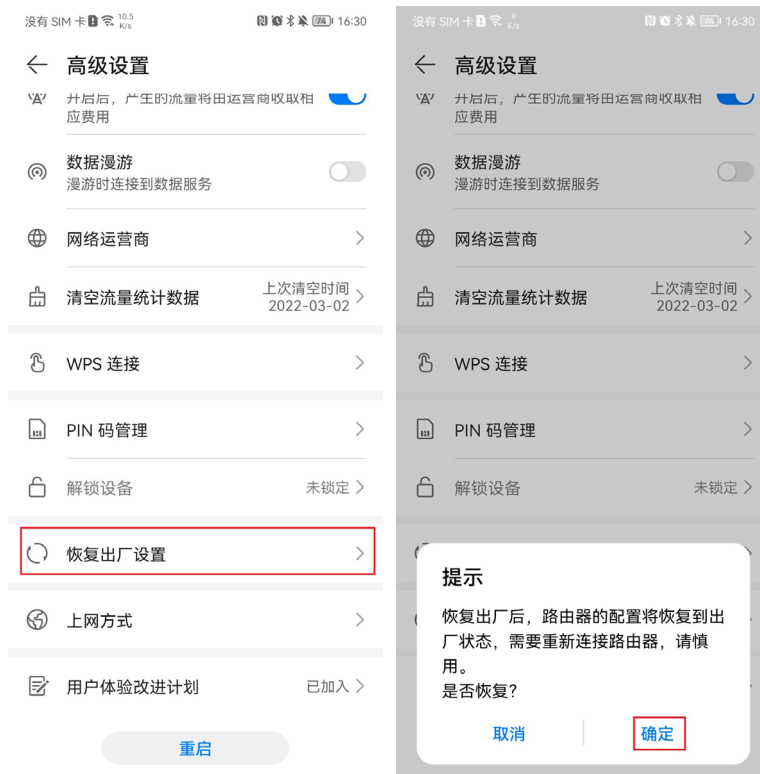 没有 SIM 卡 10.5 K/s 74 16:30
高级设置
开启后，产生的流量将由运营商收取相
应费用
数据漫游
漫游时连接到数据服务
网络运营商
清空流量统计数据
上次清空时间
2022-03-02
WPS 连接
PIN 码管理
解锁设备 未锁定
恢复出厂设置
上网方式
用户体验改进计划 已加入
重启
没有 SIM 卡 9 K/s 74 16:30
高级设置
开启后，产生的流量将由运营商收取相
应费用
数据漫游
漫游时连接到数据服务
网络运营商
清空流量统计数据
上次清空时间
2022-03-02
WPS 连接
PIN 码管理
解锁设备 未锁定
提示
恢复出厂后，路由器的配置将恢复到出
厂状态，需要重新连接路由器，请慎
用。
是否恢复？
取消 确定